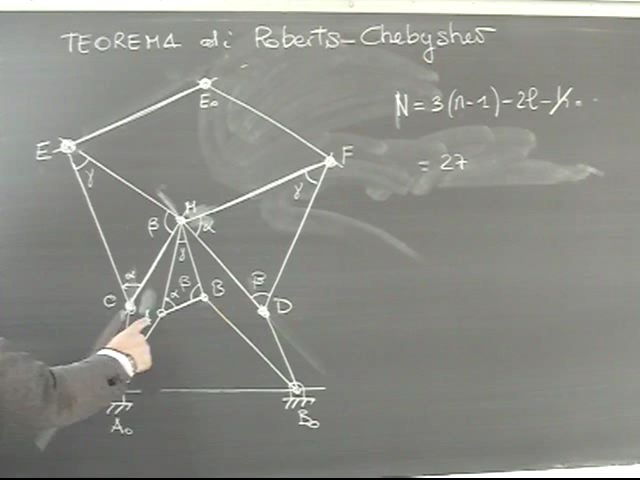 TEOREMA di Roberts-Chebyshev
E₀
N = 3(n-1)-2l-h = ..
E
F
= 27
γ
γ
M
β
α
γ
α
β
β
C
α
B
D
A₀
B₀